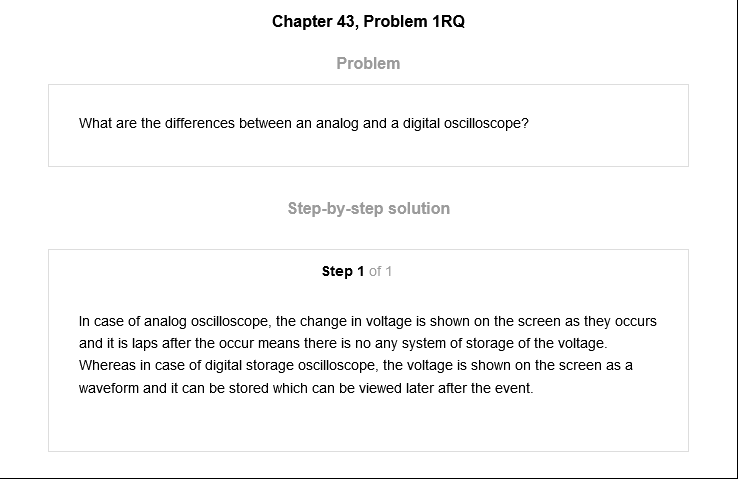 Chapter 43, Problem 1RQ
Problem
What are the differences between an analog and a digital oscilloscope?
Step-by-step solution
Step 1 of 1
In case of analog oscilloscope, the change in voltage is shown on the screen as they occurs
and it is laps after the occur means there is no any system of storage of the voltage.
Whereas in case of digital storage oscilloscope, the voltage is shown on the screen as a
waveform and it can be stored which can be viewed later after the event.